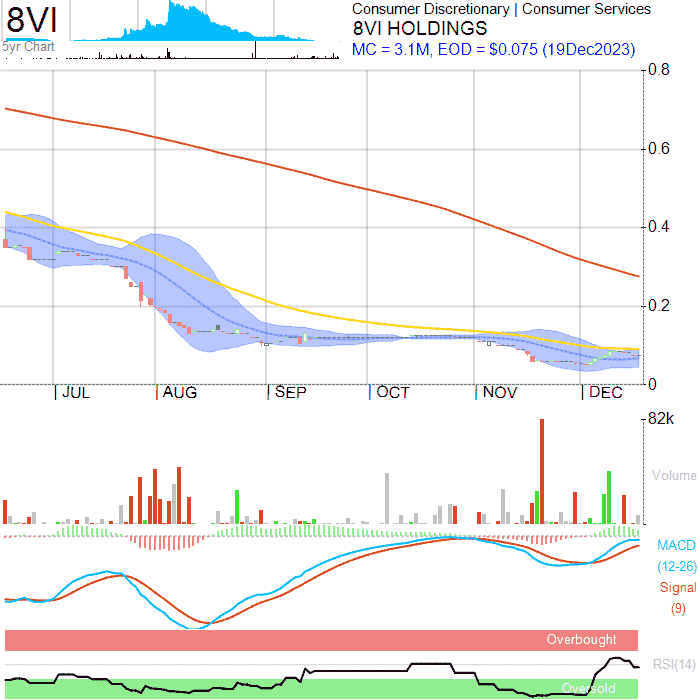 8VI
5yr Chart
Consumer Discretionary | Consumer Services
8VI HOLDINGS
MC = 3.1M, EOD = $0.075 (19Dec2023)
0.8
0.6
0.4
0.2
0
JUL AUG SEP OCT NOV DEC
82k
Volume
MACD
(12-26)
Signal
(9)
Overbought
RSI(14)
Oversold